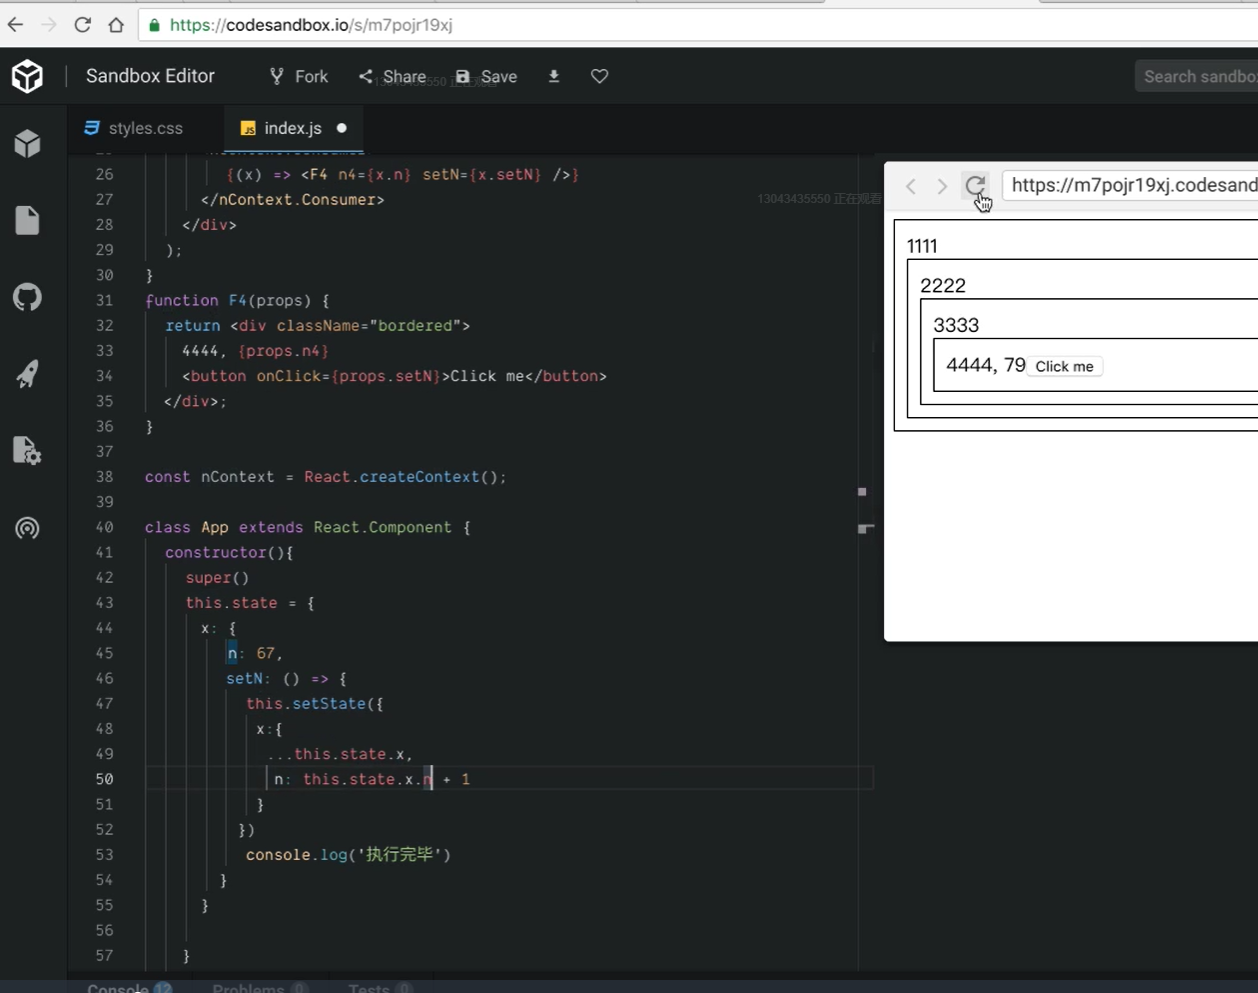 https://codesandbox.io/s/m7pojr19xj
Sandbox Editor Fork Share Save Search sandbo
13043435550 正在观看
styles.css index.js
26 {(x) => <F4 n4={x.n} setN={x.setN} />}
27 </nContext.Consumer>
28 </div>
29 );
30 }
31 function F4(props) {
32 return <div className="bordered">
33 4444, {props.n4}
34 <button onClick={props.setN}>Click me</button>
35 </div>;
36 }
37
38 const nContext = React.createContext();
39
40 class App extends React.Component {
41 constructor(){
42 super()
43 this.state = {
44 x: {
45 n: 67,
46 setN: () => {
47 this.setState({
48 x:{
49 ...this.state.x,
50 n: this.state.x.n + 1
51 }
52 })
53 console.log('执行完毕')
54 }
55 }
56
57 }
Console 12 Problems 0 Tests 0
https://m7pojr19xj.codesand
1111
2222
3333
4444, 79 Click me